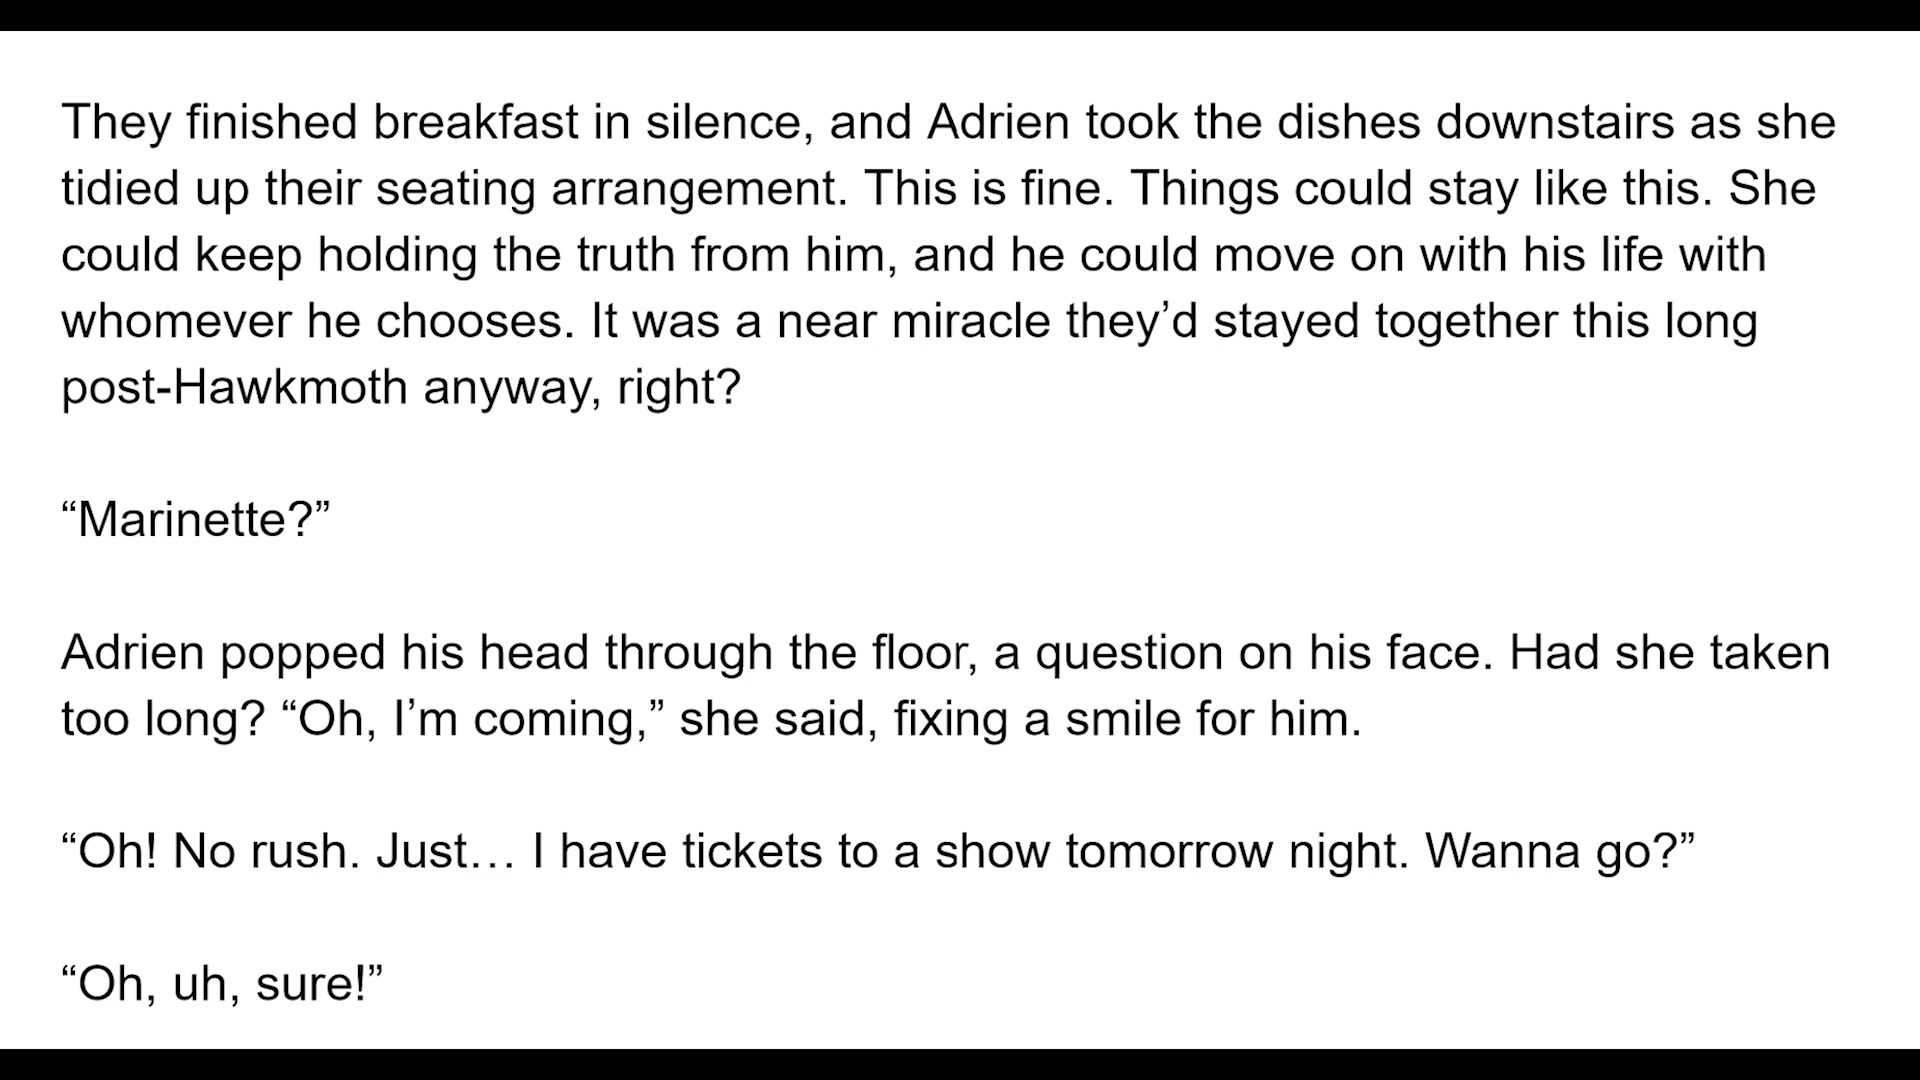 They finished breakfast in silence, and Adrien took the dishes downstairs as she
tidied up their seating arrangement. This is fine. Things could stay like this. She
could keep holding the truth from him, and he could move on with his life with
whomever he chooses. It was a near miracle they’d stayed together this long
post-Hawkmoth anyway, right?
“Marinette?”
Adrien popped his head through the floor, a question on his face. Had she taken
too long? “Oh, I’m coming,” she said, fixing a smile for him.
“Oh! No rush. Just… I have tickets to a show tomorrow night. Wanna go?”
“Oh, uh, sure!”